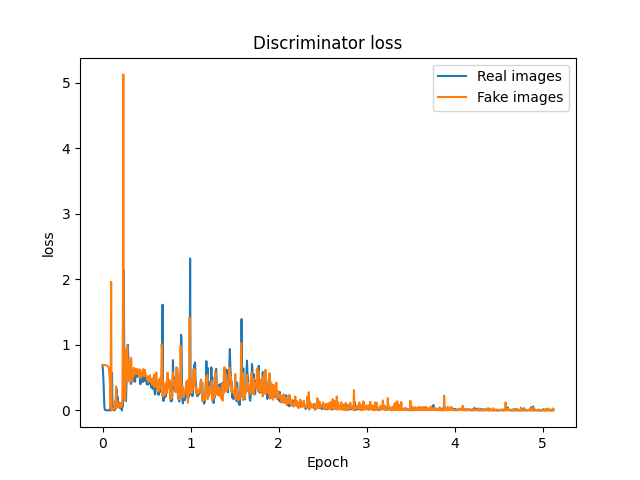 Discriminator loss
Real images
Fake images
5
4
3
2
1
0
loss
0 1 2 3 4 5
Epoch